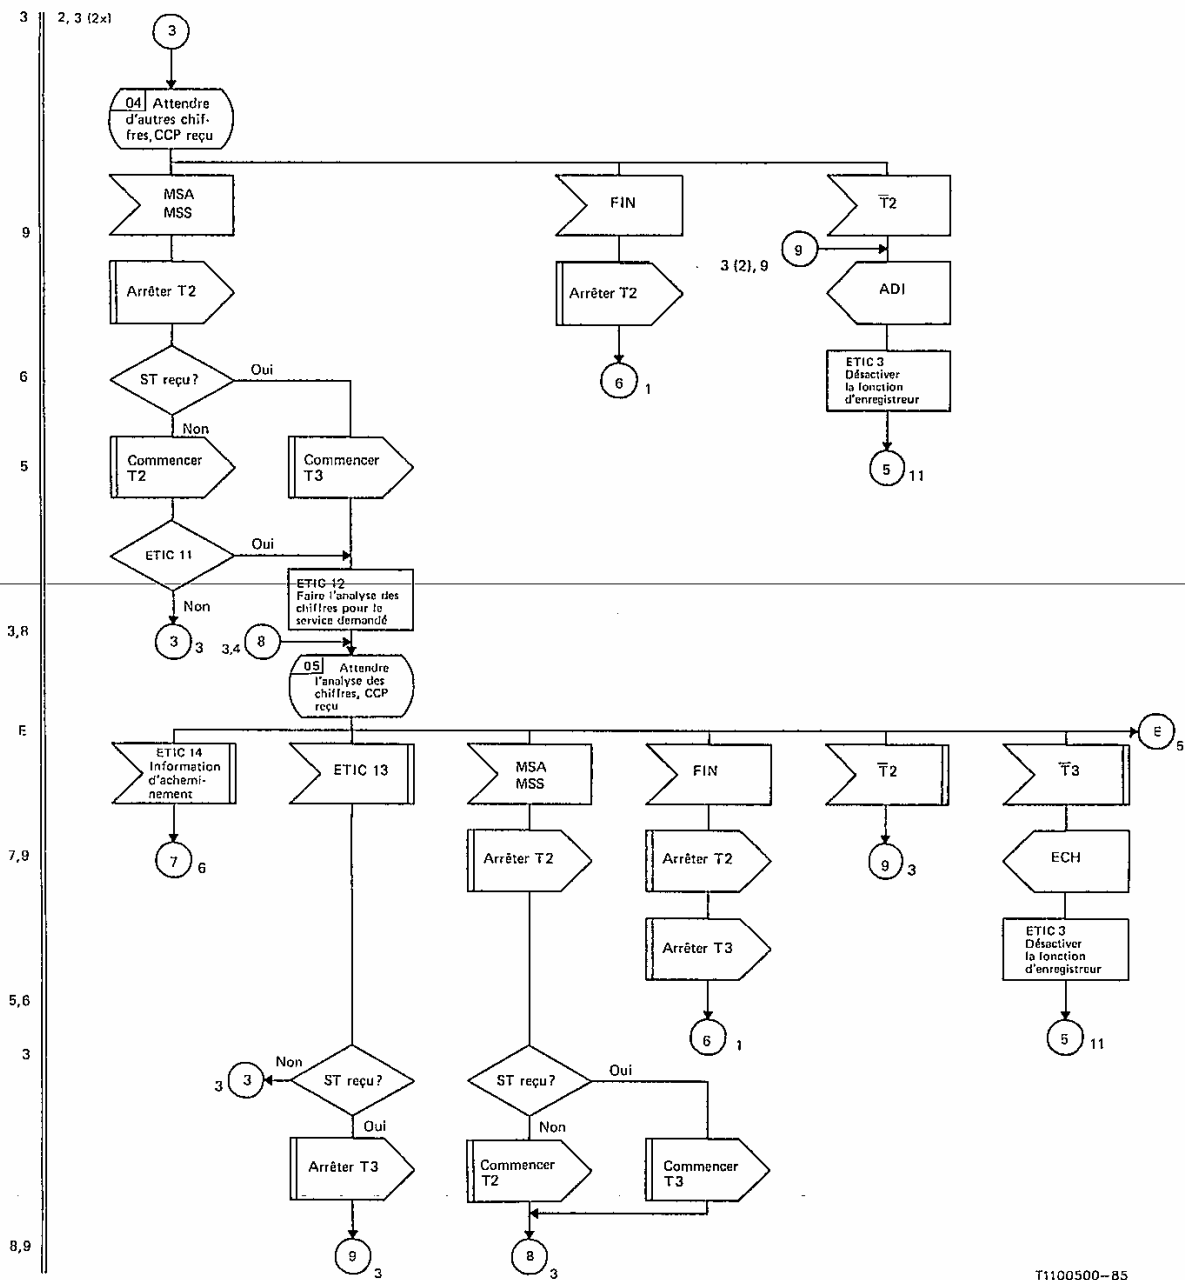 3
2, 3 (2x)
3
04 Attendre
d'autres chif-
fres, CCP reçu
MSA
MSS
FIN
T̅2
9
9
3 (2), 9
Arrêter T2
Arrêter T2
ADI
6
ST reçu?
Oui
6
1
ETIC 3
Désactiver
la fonction
d'enregistreur
Non
5
Commencer
T2
Commencer
T3
5
11
ETIC 11
Oui
ETIC 12
Faire l'analyse des
chiffres pour le
service demandé
Non
3,8
3
3
3,4
8
05 Attendre
l'analyse des
chiffres, CCP
reçu
E
E
5
ETIC 14
Information
d'achemi-
nement
ETIC 13
MSA
MSS
FIN
T̅2
T̅3
7,9
7
6
Arrêter T2
Arrêter T2
9
3
ECH
Arrêter T3
ETIC 3
Désactiver
la fonction
d'enregistreur
5,6
6
1
5
11
3
3
3
Non
ST reçu?
ST reçu?
Oui
Oui
Non
Arrêter T3
Commencer
T2
Commencer
T3
8,9
9
3
8
3
T1100500-85